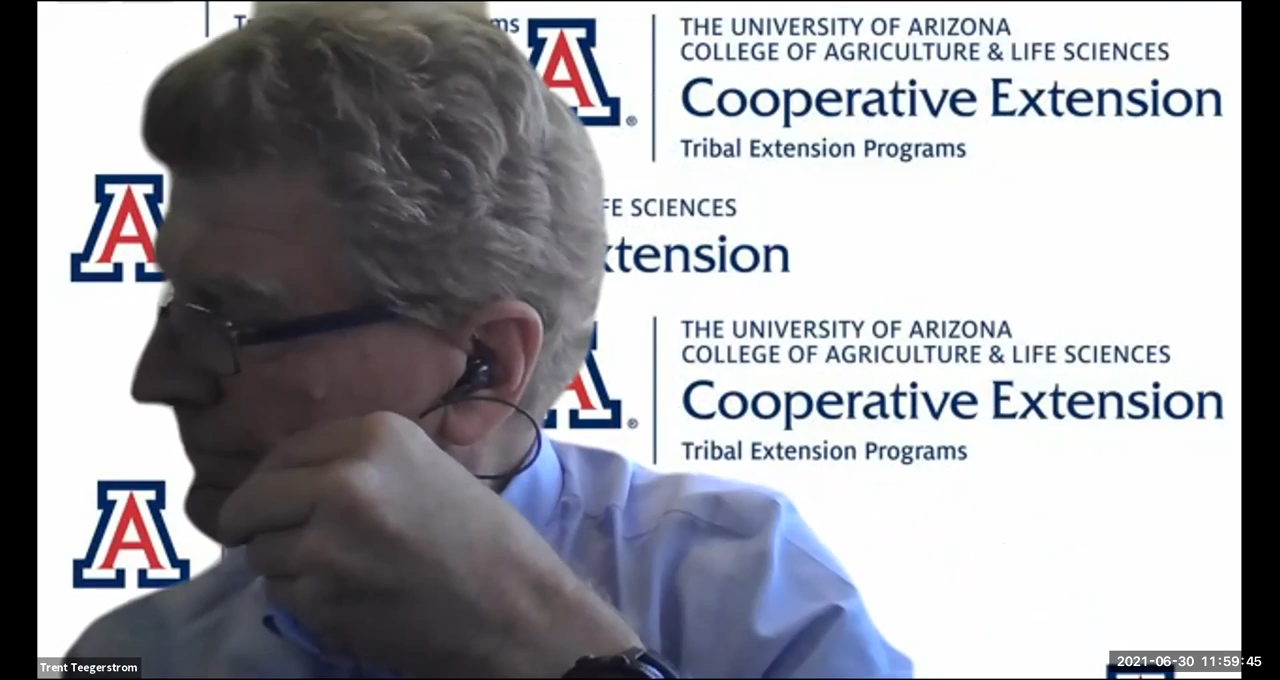 THE UNIVERSITY OF ARIZONA
COLLEGE OF AGRICULTURE & LIFE SCIENCES
A® Cooperative Extension
Tribal Extension Programs
A
FE SCIENCES
xtension
THE UNIVERSITY OF ARIZONA
COLLEGE OF AGRICULTURE & LIFE SCIENCES
A® Cooperative Extension
Tribal Extension Programs
A
Trent Teegerstrom
2021-06-30 11:59:45